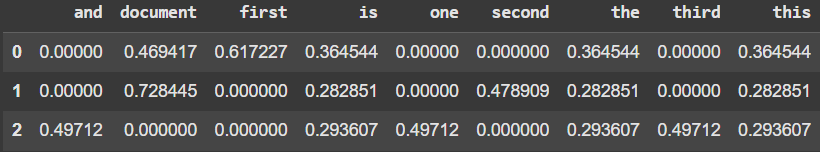 and document first is one second the third this
0 0.00000 0.469417 0.617227 0.364544 0.00000 0.000000 0.364544 0.00000 0.364544
1 0.00000 0.728445 0.000000 0.282851 0.00000 0.478909 0.282851 0.00000 0.282851
2 0.49712 0.000000 0.000000 0.293607 0.49712 0.000000 0.293607 0.49712 0.293607